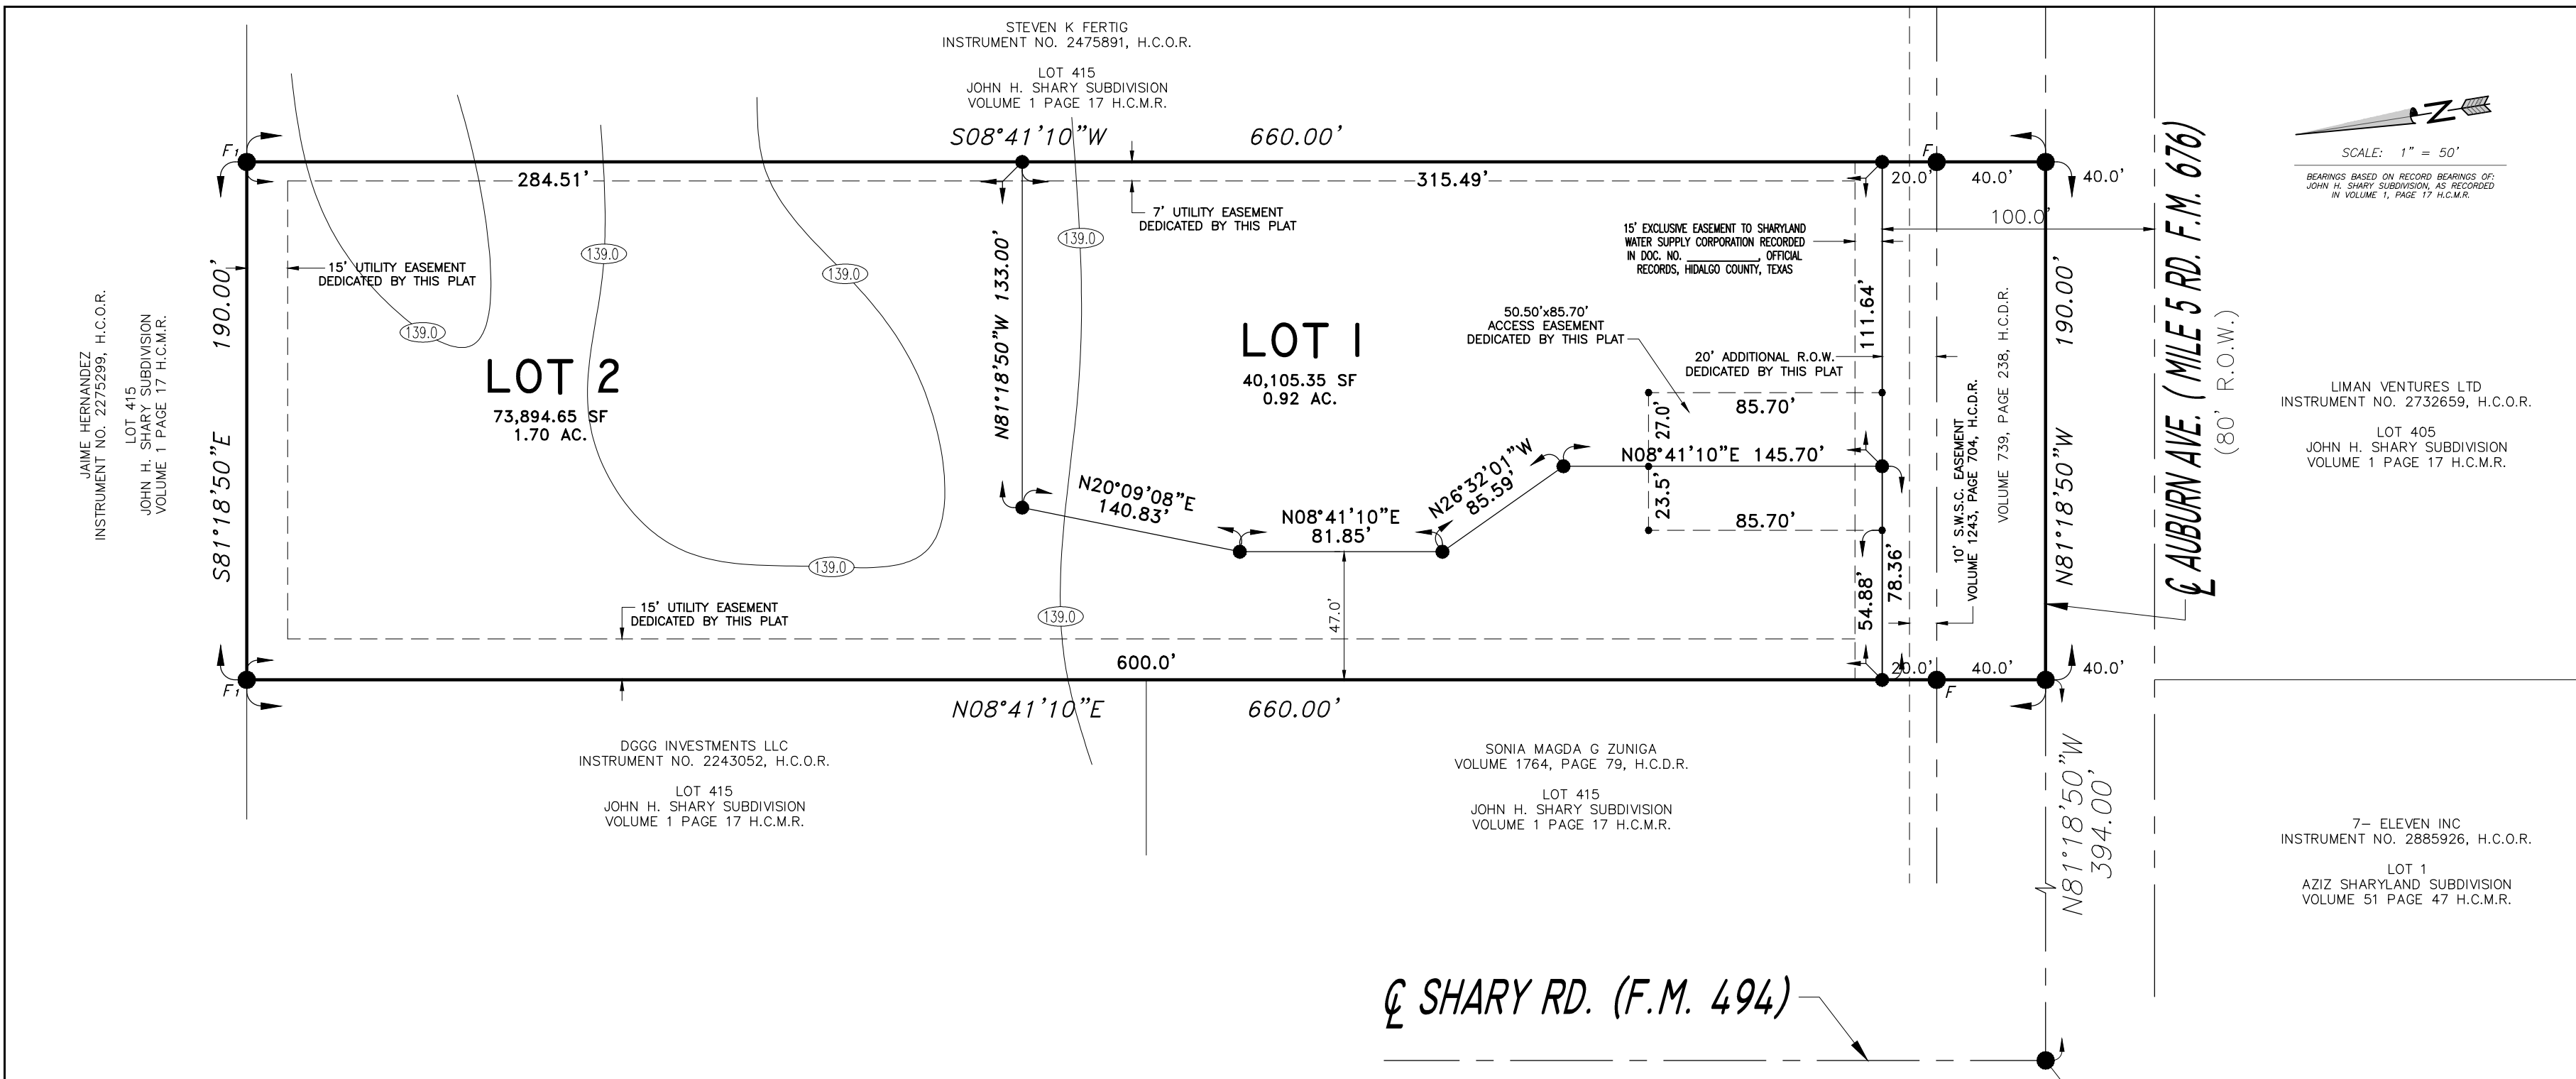 STEVEN K FERTIG
INSTRUMENT NO. 2475891, H.C.O.R.
LOT 415
JOHN H. SHARY SUBDIVISION
VOLUME 1 PAGE 17 H.C.M.R.
S08°41'10"W 660.00'
F1
F
284.51'
315.49'
20.0'
40.0'
40.0'
100.0'
7' UTILITY EASEMENT
DEDICATED BY THIS PLAT
15' EXCLUSIVE EASEMENT TO SHARYLAND
WATER SUPPLY CORPORATION RECORDED
IN DOC. NO. ____________, OFFICIAL
RECORDS, HIDALGO COUNTY, TEXAS
15' UTILITY EASEMENT
DEDICATED BY THIS PLAT
139.0
139.0
139.0
139.0
139.0
139.0
N81°18'50"W 133.00'
LOT 2
73,894.65 SF
1.70 AC.
LOT 1
40,105.35 SF
0.92 AC.
50.50'x85.70'
ACCESS EASEMENT
DEDICATED BY THIS PLAT
20' ADDITIONAL R.O.W.
DEDICATED BY THIS PLAT
111.64'
85.70'
27.0'
N08°41'10"E 145.70'
23.5'
85.70'
N26°32'01"W
85.59'
N20°09'08"E
140.83'
N08°41'10"E
81.85'
47.0'
54.88'
78.36'
10' S.W.S.C. EASEMENT
VOLUME 1243, PAGE 704, H.C.D.R.
VOLUME 739, PAGE 238, H.C.D.R.
15' UTILITY EASEMENT
DEDICATED BY THIS PLAT
600.0'
20.0'
40.0'
40.0'
F1
F
N08°41'10"E 660.00'
S81°18'50"E 190.00'
JAIME HERNANDEZ
INSTRUMENT NO. 2275299, H.C.O.R.
LOT 415
JOHN H. SHARY SUBDIVISION
VOLUME 1 PAGE 17 H.C.M.R.
N81°18'50"W 190.00'
℄ AUBURN AVE. (MILE 5 RD. F.M. 676)
(80' R.O.W.)
N
SCALE: 1" = 50'
BEARINGS BASED ON RECORD BEARINGS OF:
JOHN H. SHARY SUBDIVISION, AS RECORDED
IN VOLUME 1, PAGE 17 H.C.M.R.
LIMAN VENTURES LTD
INSTRUMENT NO. 2732659, H.C.O.R.
LOT 405
JOHN H. SHARY SUBDIVISION
VOLUME 1 PAGE 17 H.C.M.R.
DGGG INVESTMENTS LLC
INSTRUMENT NO. 2243052, H.C.O.R.
LOT 415
JOHN H. SHARY SUBDIVISION
VOLUME 1 PAGE 17 H.C.M.R.
SONIA MAGDA G ZUNIGA
VOLUME 1764, PAGE 79, H.C.D.R.
LOT 415
JOHN H. SHARY SUBDIVISION
VOLUME 1 PAGE 17 H.C.M.R.
N81°18'50"W
394.00'
7- ELEVEN INC
INSTRUMENT NO. 2885926, H.C.O.R.
LOT 1
AZIZ SHARYLAND SUBDIVISION
VOLUME 51 PAGE 47 H.C.M.R.
℄ SHARY RD. (F.M. 494)